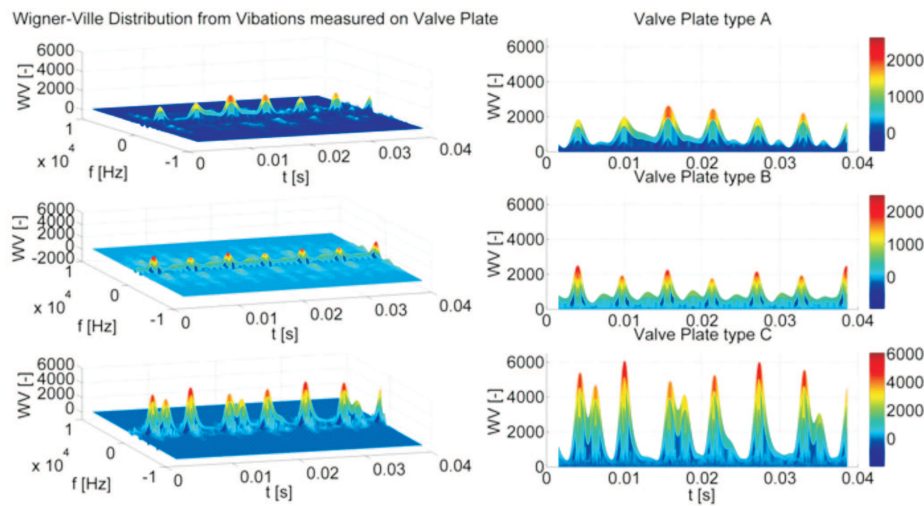 Wigner-Ville Distribution from Vibations measured on Valve Plate
6000
4000
2000
0
WV [-]
1
0
-1
x 10^4
f [Hz]
0
0.01
0.02
0.03
0.04
t [s]
6000
4000
2000
0
-2000
WV [-]
1
0
-1
x 10^4
f [Hz]
0
0.01
0.02
0.03
0.04
t [s]
6000
4000
2000
0
WV [-]
1
0
-1
x 10^4
f [Hz]
0
0.01
0.02
0.03
0.04
t [s]
Valve Plate type A
6000
4000
2000
0
WV [-]
0 0.01 0.02 0.03 0.04
2000
1000
0
Valve Plate type B
6000
4000
2000
0
WV [-]
0 0.01 0.02 0.03 0.04
2000
1000
0
Valve Plate type C
6000
4000
2000
0
WV [-]
0 0.01 0.02 0.03 0.04
t [s]
6000
4000
2000
0